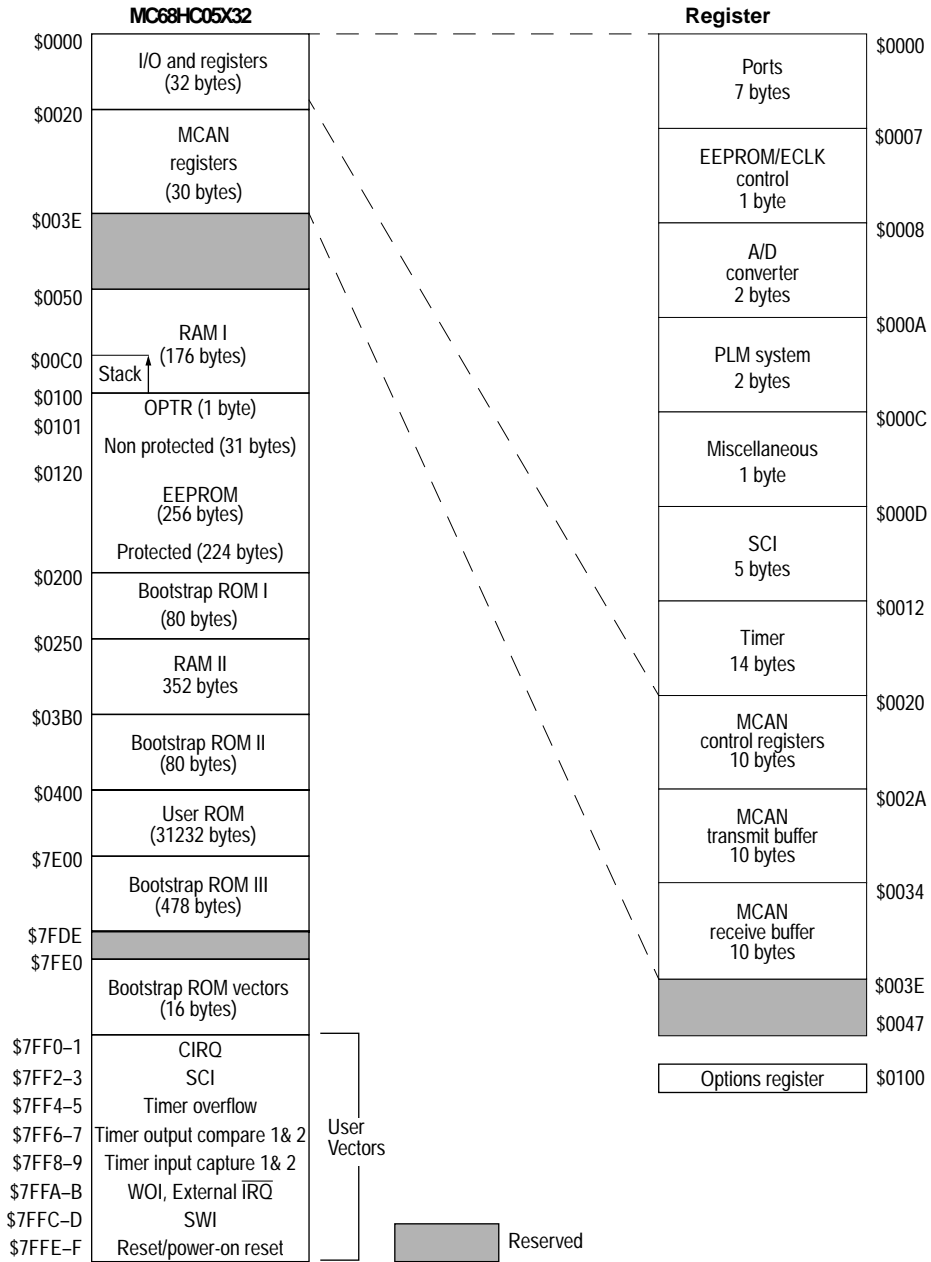 MC68HC05X32
$0000
I/O and registers
(32 bytes)
$0020
MCAN
registers
(30 bytes)
$003E
$0050
RAM I
(176 bytes)
$00C0
Stack
$0100
OPTR (1 byte)
$0101
Non protected (31 bytes)
$0120
EEPROM
(256 bytes)
Protected (224 bytes)
$0200
Bootstrap ROM I
(80 bytes)
$0250
RAM II
352 bytes
$03B0
Bootstrap ROM II
(80 bytes)
$0400
User ROM
(31232 bytes)
$7E00
Bootstrap ROM III
(478 bytes)
$7FDE
$7FE0
Bootstrap ROM vectors
(16 bytes)
$7FF0–1 CIRQ
$7FF2–3 SCI
$7FF4–5 Timer overflow
$7FF6–7 Timer output compare 1& 2
$7FF8–9 Timer input capture 1& 2
$7FFA–B WOI, External IRQ
$7FFC–D SWI
$7FFE–F Reset/power-on reset
User
Vectors
Reserved
Register
$0000
Ports
7 bytes
$0007
EEPROM/ECLK
control
1 byte
$0008
A/D
converter
2 bytes
$000A
PLM system
2 bytes
$000C
Miscellaneous
1 byte
$000D
SCI
5 bytes
$0012
Timer
14 bytes
$0020
MCAN
control registers
10 bytes
$002A
MCAN
transmit buffer
10 bytes
$0034
MCAN
receive buffer
10 bytes
$003E
$0047
Options register $0100